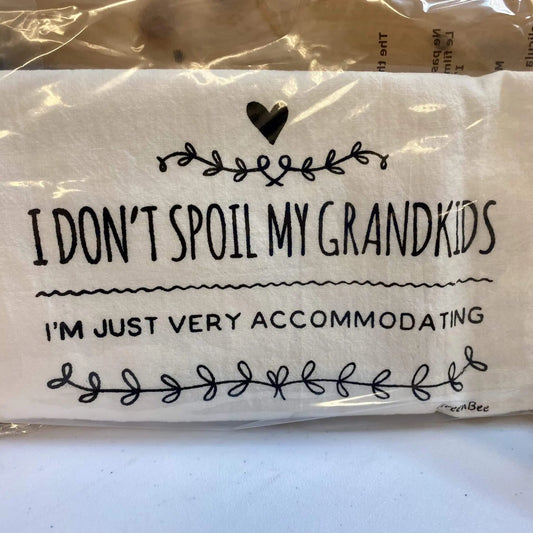 I DON'T SPOIL MY GRANDKIDS
I'M JUST VERY ACCOMMODATING